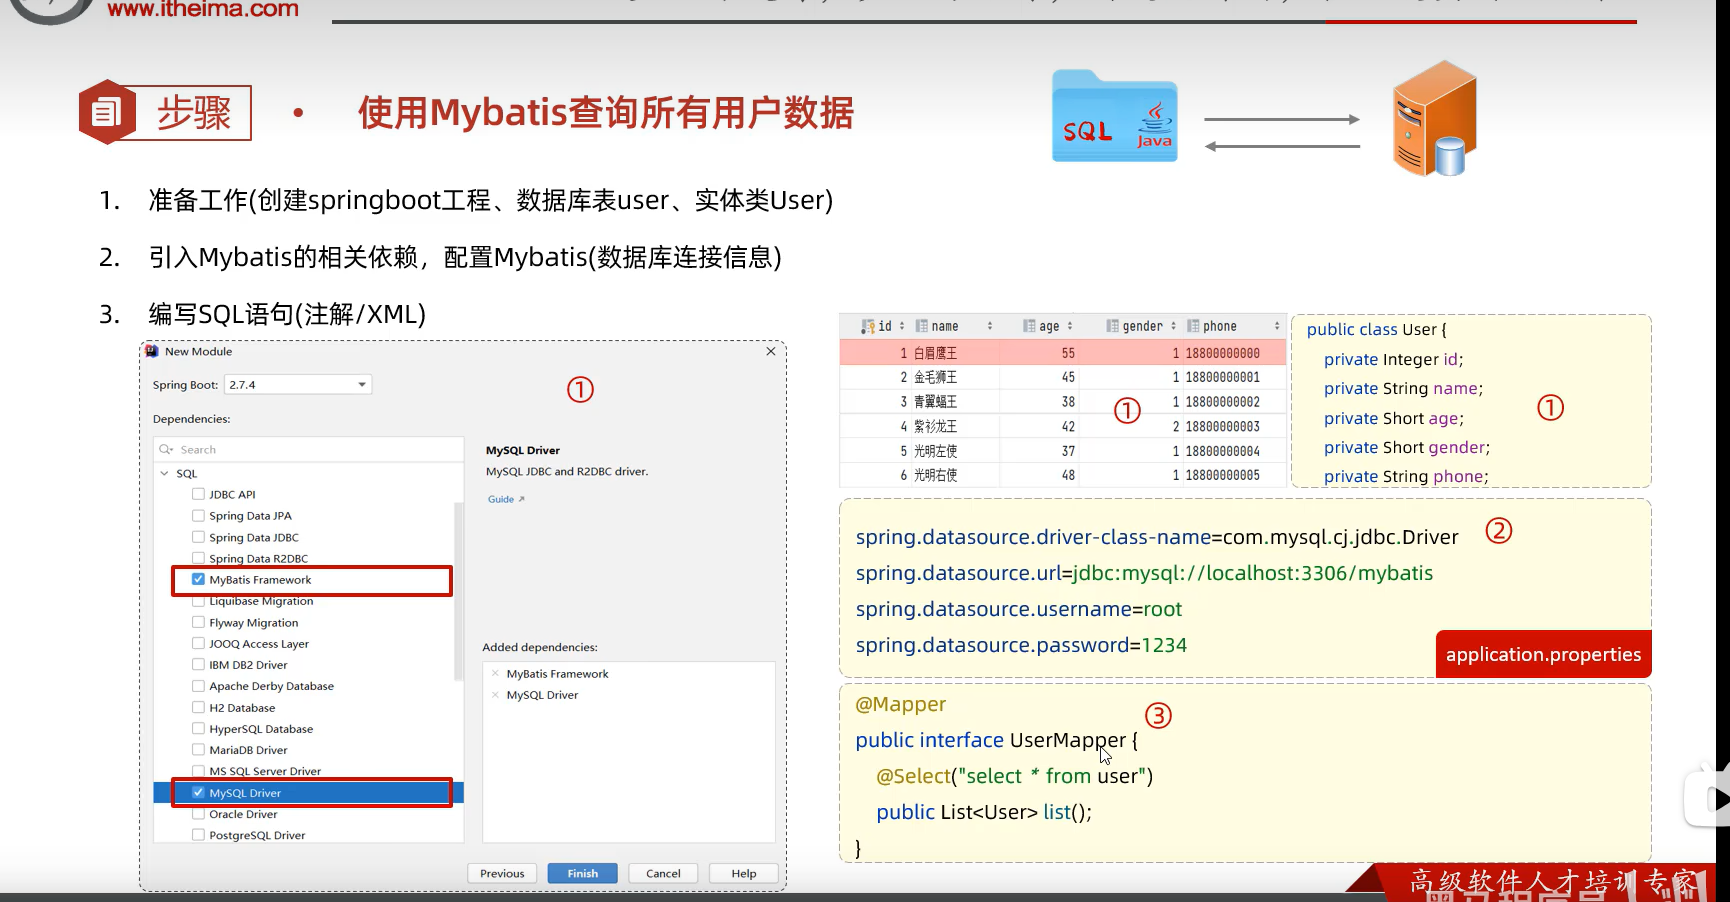 www.itheima.com
步骤
使用Mybatis查询所有用户数据
SQL
Java
1. 准备工作(创建springboot工程、数据库表user、实体类User)
2. 引入Mybatis的相关依赖，配置Mybatis(数据库连接信息)
3. 编写SQL语句(注解/XML)
New Module
Spring Boot: 2.7.4
①
Dependencies:
Search
SQL
JDBC API
Spring Data JPA
Spring Data JDBC
Spring Data R2DBC
MyBatis Framework
Liquibase Migration
Flyway Migration
JOOQ Access Layer
IBM DB2 Driver
Apache Derby Database
H2 Database
HyperSQL Database
MariaDB Driver
MS SQL Server Driver
MySQL Driver
Oracle Driver
PostgreSQL Driver
MySQL Driver
MySQL JDBC and R2DBC driver.
Guide ↗
Added dependencies:
MyBatis Framework
MySQL Driver
Previous Finish Cancel Help
id name age gender phone
1 白眉鹰王 55 1 18800000000
2 金毛狮王 45 1 18800000001
3 青翼蝠王 38 1 18800000002
4 紫衫龙王 42 2 18800000003
5 光明左使 37 1 18800000004
6 光明右使 48 1 18800000005
①
public class User {
private Integer id;
private String name;
private Short age;
private Short gender;
private String phone;
①
spring.datasource.driver-class-name=com.mysql.cj.jdbc.Driver
②
spring.datasource.url=jdbc:mysql://localhost:3306/mybatis
spring.datasource.username=root
spring.datasource.password=1234
application.properties
@Mapper
③
public interface UserMapper {
@Select("select * from user")
public List<User> list();
}
高级软件人才培训专家